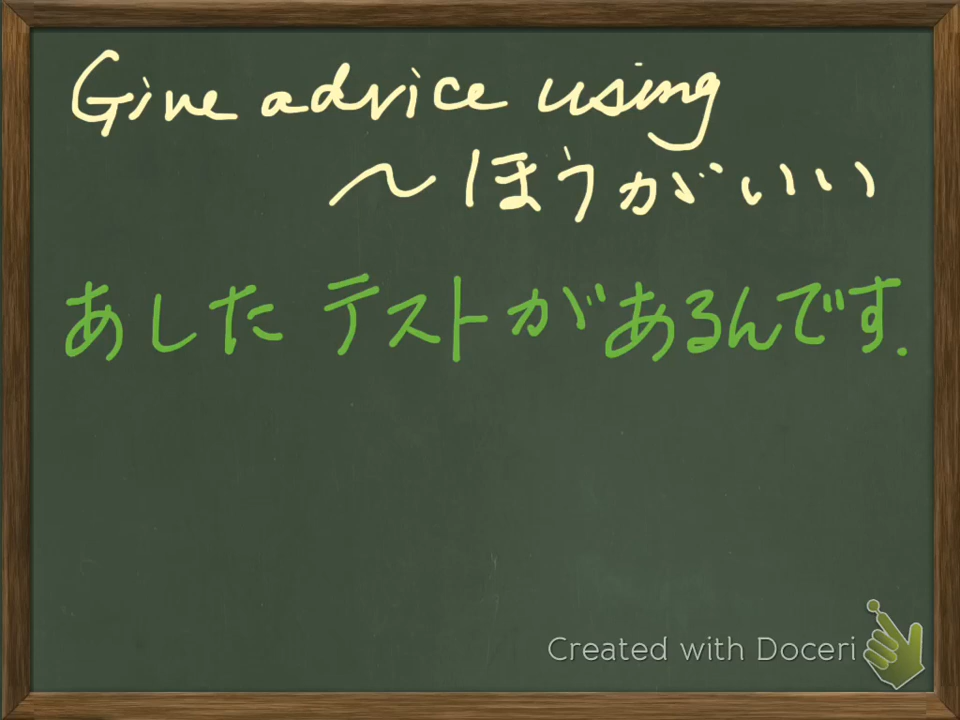 Give advice using
～ほうがいい
あした テストがあるんです.
Created with Doceri